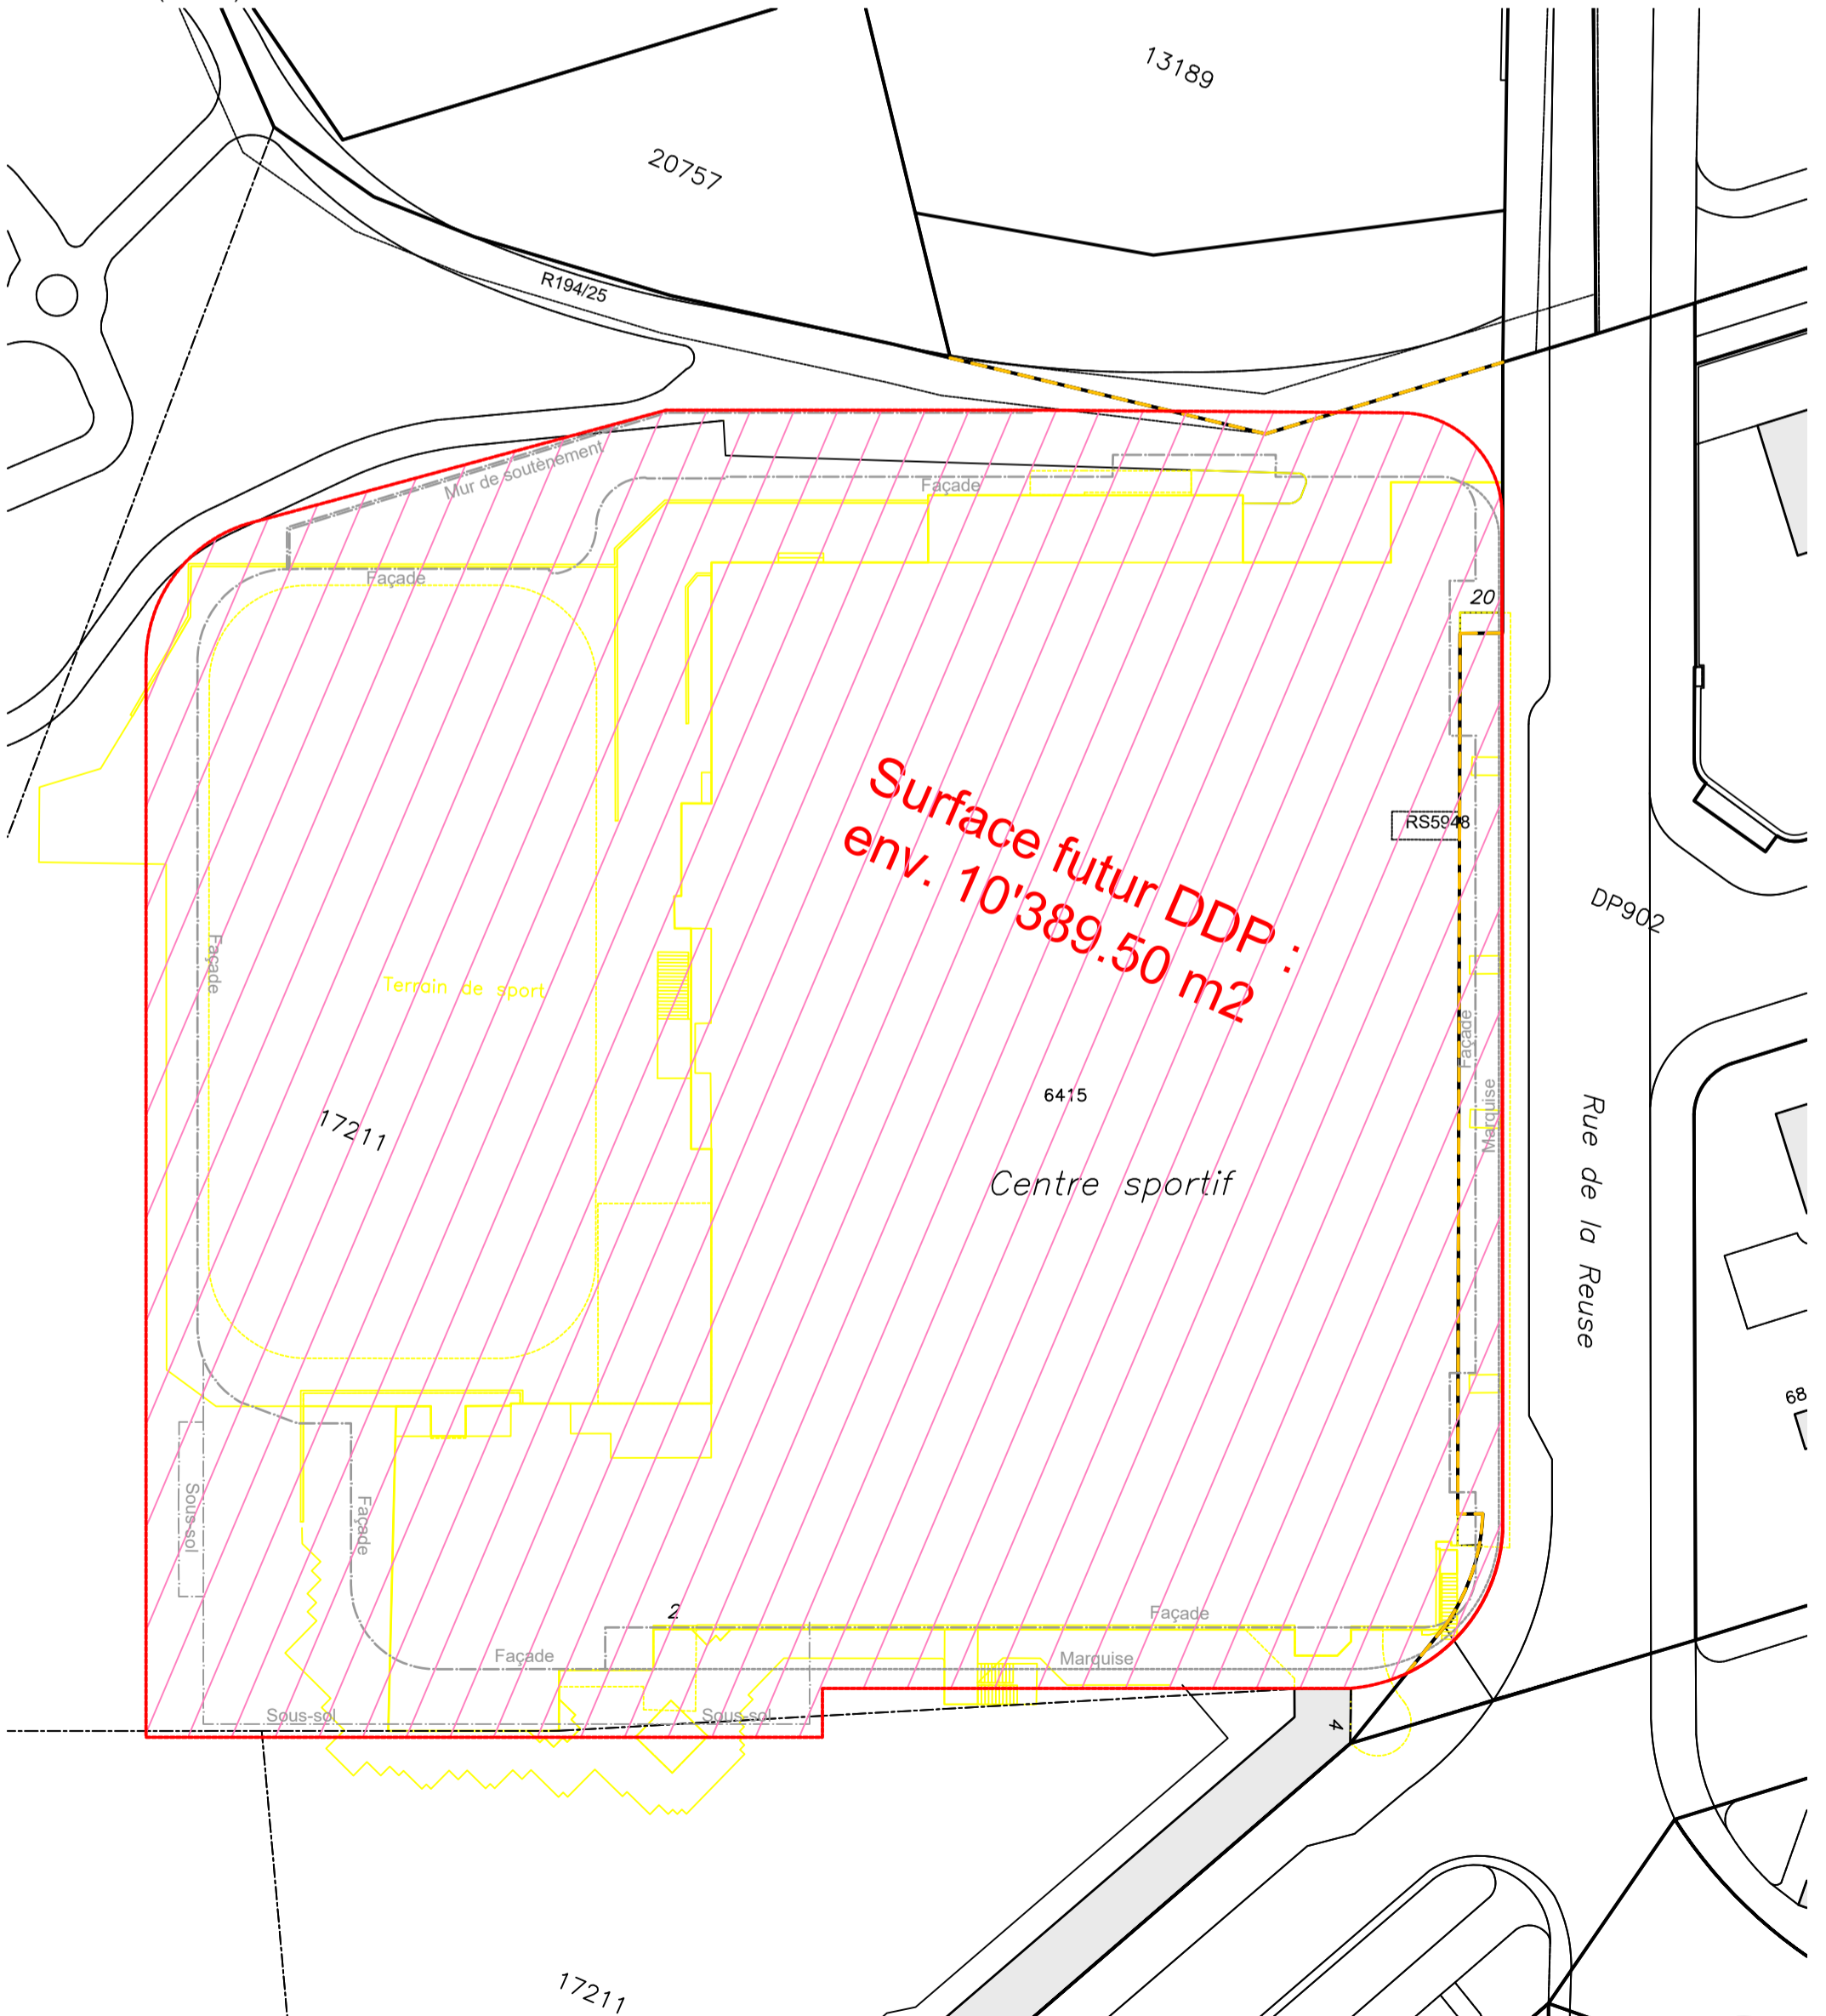 13189
20757
R194/25
Mur de soutènement
Façade
Façade
20
Surface futur DDP :
env. 10'389.50 m2
RS5948
DP902
Façade
Terrain de sport
Façade
Marquise
6415
17211
Centre sportif
Rue de la Reuse
68
Sous-sol
Façade
2
Façade
Façade
Marquise
Sous-sol
Sous-sol
4
17211